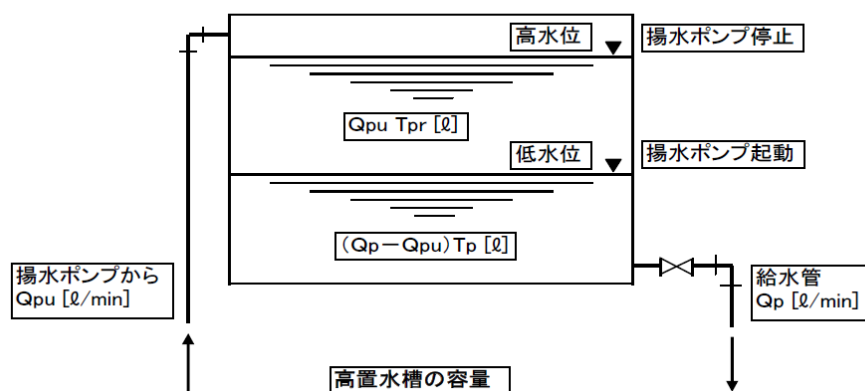 高水位
揚水ポンプ停止
Qpu Tpr [ℓ]
低水位
揚水ポンプ起動
(Qp-Qpu)Tp [ℓ]
揚水ポンプから
Qpu [ℓ/min]
給水管
Qp [ℓ/min]
高置水槽の容量